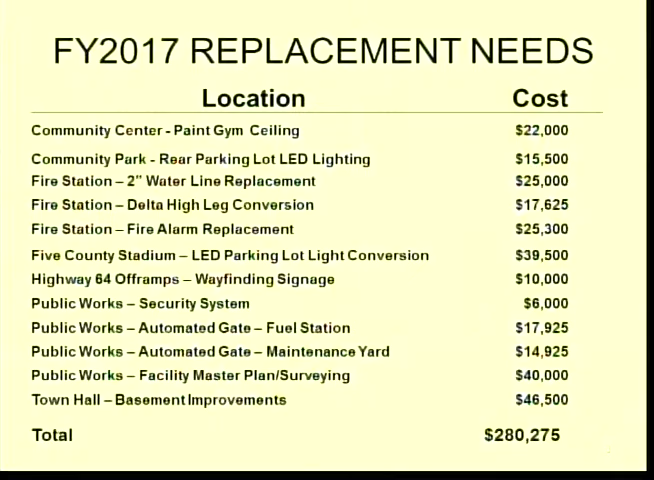 FY2017 REPLACEMENT NEEDS
Location Cost
Community Center - Paint Gym Ceiling $22,000
Community Park - Rear Parking Lot LED Lighting $15,500
Fire Station – 2" Water Line Replacement $25,000
Fire Station – Delta High Leg Conversion $17,625
Fire Station – Fire Alarm Replacement $25,300
Five County Stadium – LED Parking Lot Light Conversion $39,500
Highway 64 Offramps – Wayfinding Signage $10,000
Public Works – Security System $6,000
Public Works – Automated Gate – Fuel Station $17,925
Public Works – Automated Gate – Maintenance Yard $14,925
Public Works – Facility Master Plan/Surveying $40,000
Town Hall – Basement Improvements $46,500
Total $280,275